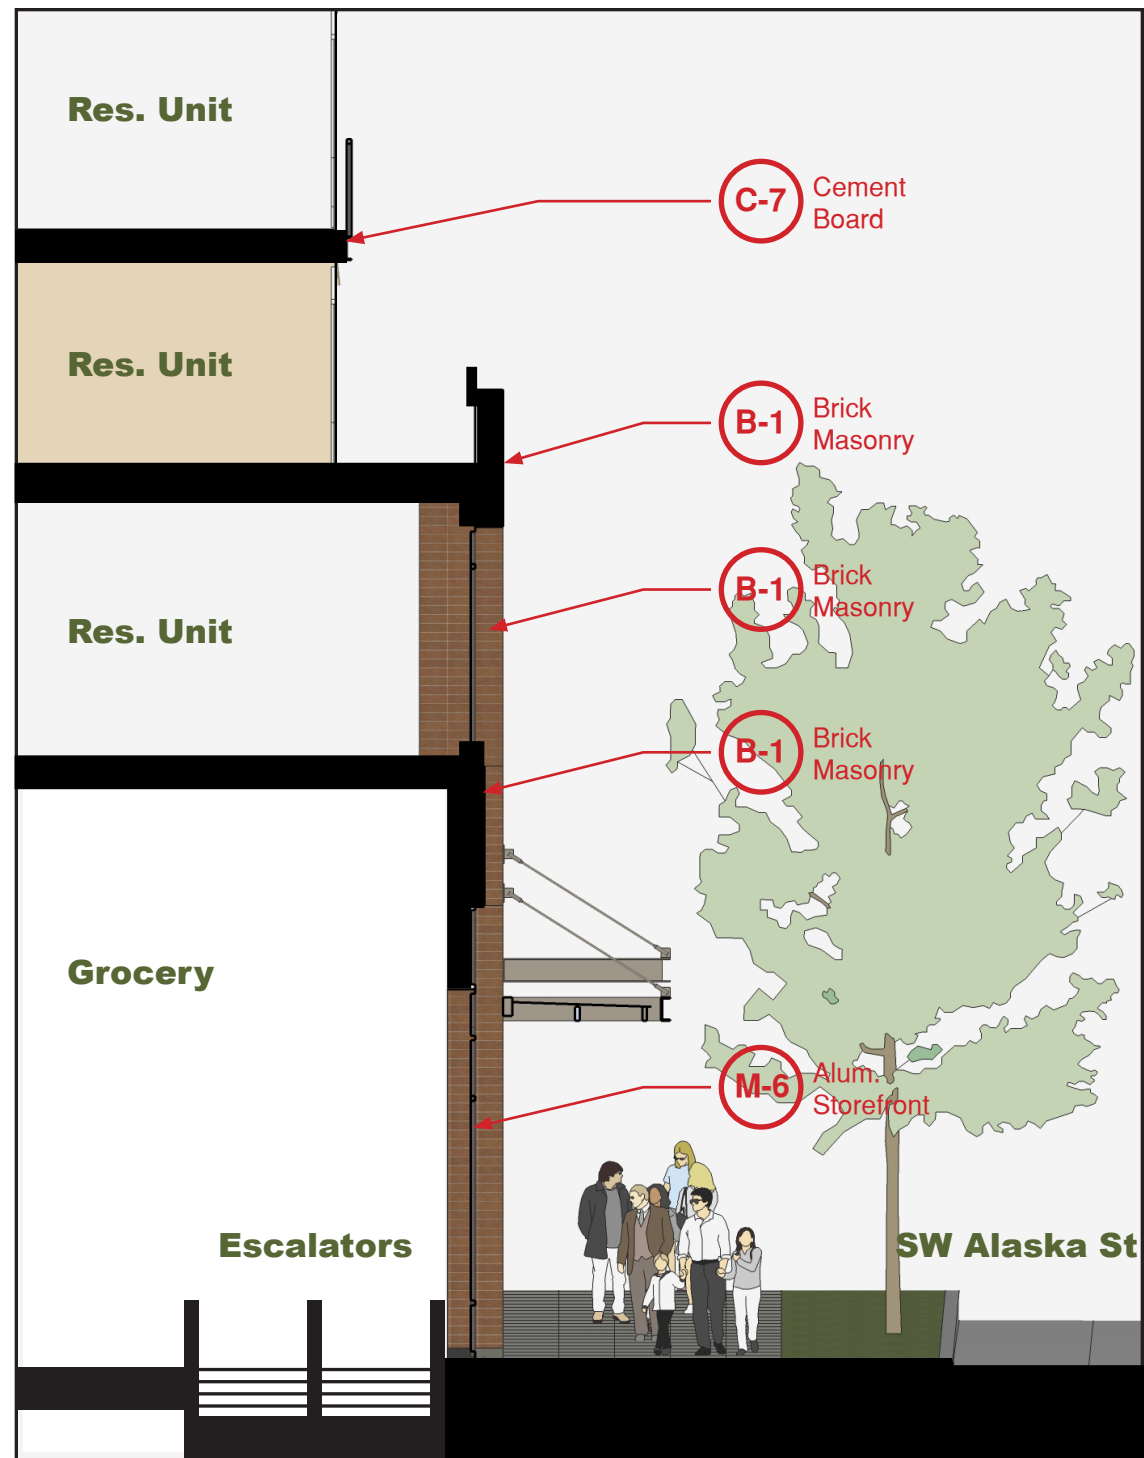 Res. Unit
C-7
Cement
Board
Res. Unit
B-1
Brick
Masonry
B-1
Brick
Masonry
Res. Unit
B-1
Brick
Masonry
Grocery
M-6
Alum.
Storefront
Escalators
SW Alaska St